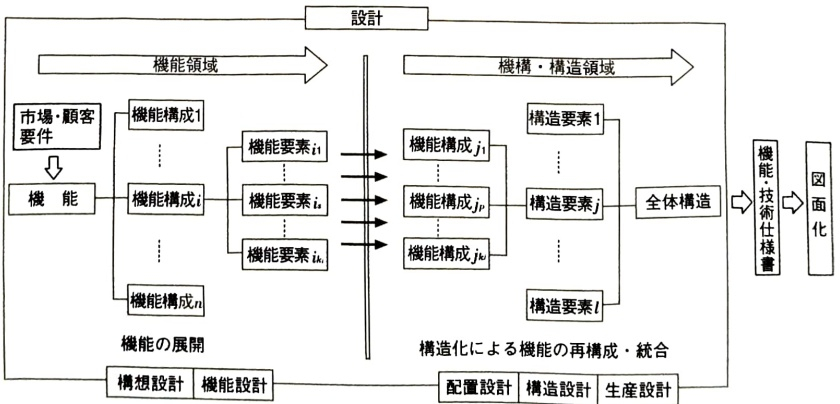 設計
機能領域
機構・構造領域
市場・顧客
要件
機能
機能構成1
機能構成i
機能構成n
機能要素i1
機能要素is
機能要素iki
機能構成j1
機能構成jp
機能構成jkj
構造要素1
構造要素j
構造要素l
全体構造
機能・技術仕様書
図面化
機能の展開
構造化による機能の再構成・統合
構想設計
機能設計
配置設計
構造設計
生産設計